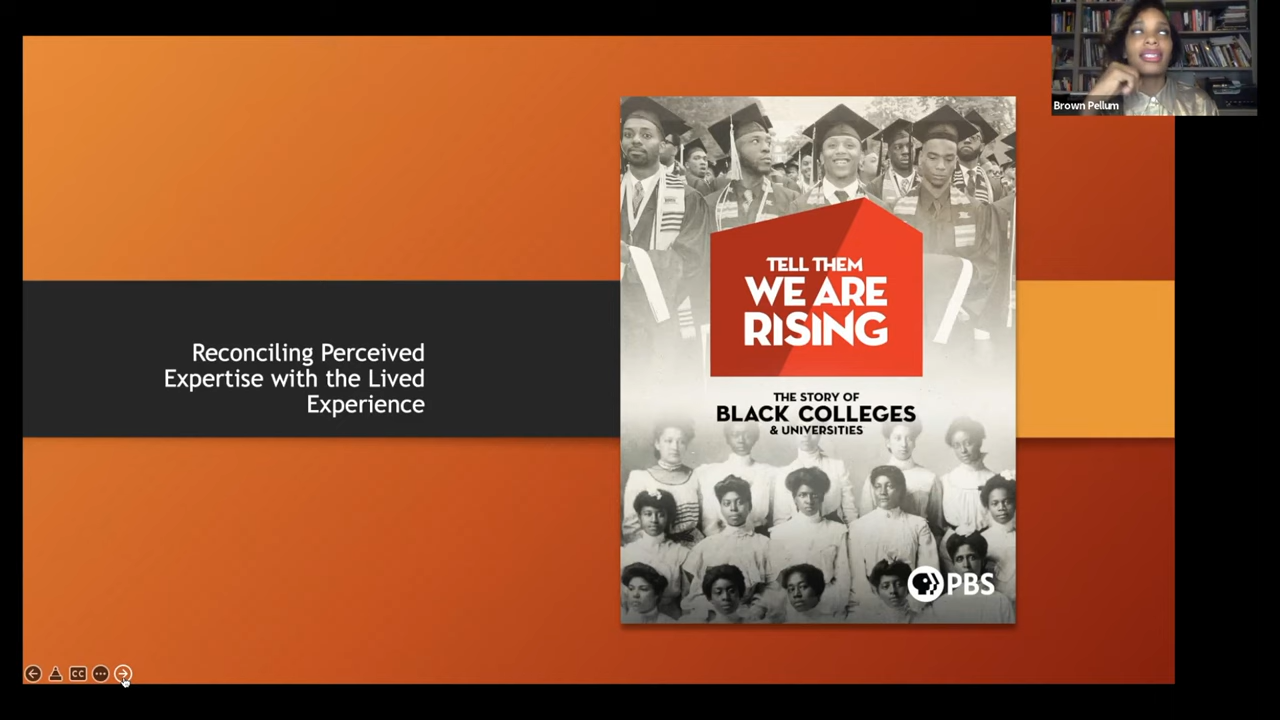 Brown Pellum
Reconciling Perceived
Expertise with the Lived
Experience
TELL THEM
WE ARE
RISING
THE STORY OF
BLACK COLLEGES
& UNIVERSITIES
PBS
CC